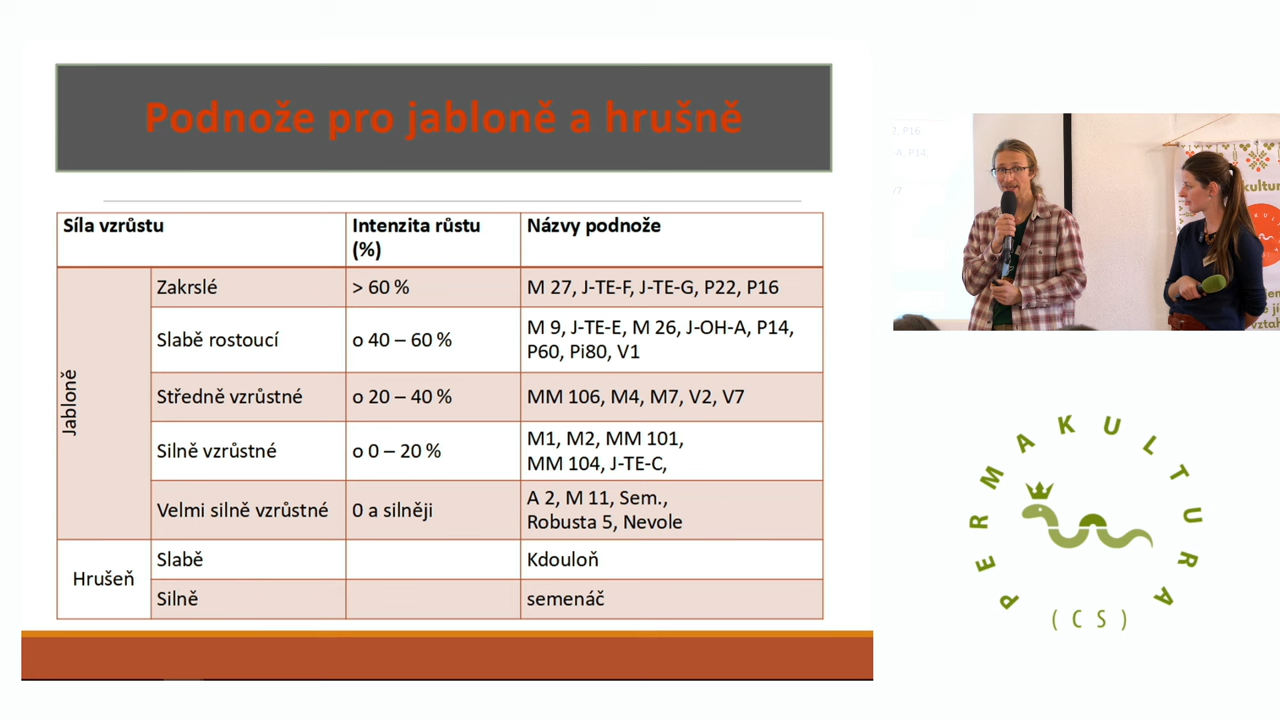 Podnože pro jabloně a hrušně
Síla vzrůstu
Intenzita růstu
(%)
Názvy podnože
Jabloně
Zakrslé
> 60 %
M 27, J-TE-F, J-TE-G, P22, P16
Slabě rostoucí
o 40 – 60 %
M 9, J-TE-E, M 26, J-OH-A, P14,
P60, Pi80, V1
Středně vzrůstné
o 20 – 40 %
MM 106, M4, M7, V2, V7
Silně vzrůstné
o 0 – 20 %
M1, M2, MM 101,
MM 104, J-TE-C,
Velmi silně vzrůstné
0 a silněji
A 2, M 11, Sem.,
Robusta 5, Nevole
Hrušeň
Slabě
Kdouloň
Silně
semenáč
PERMAKULTURA
(CS)